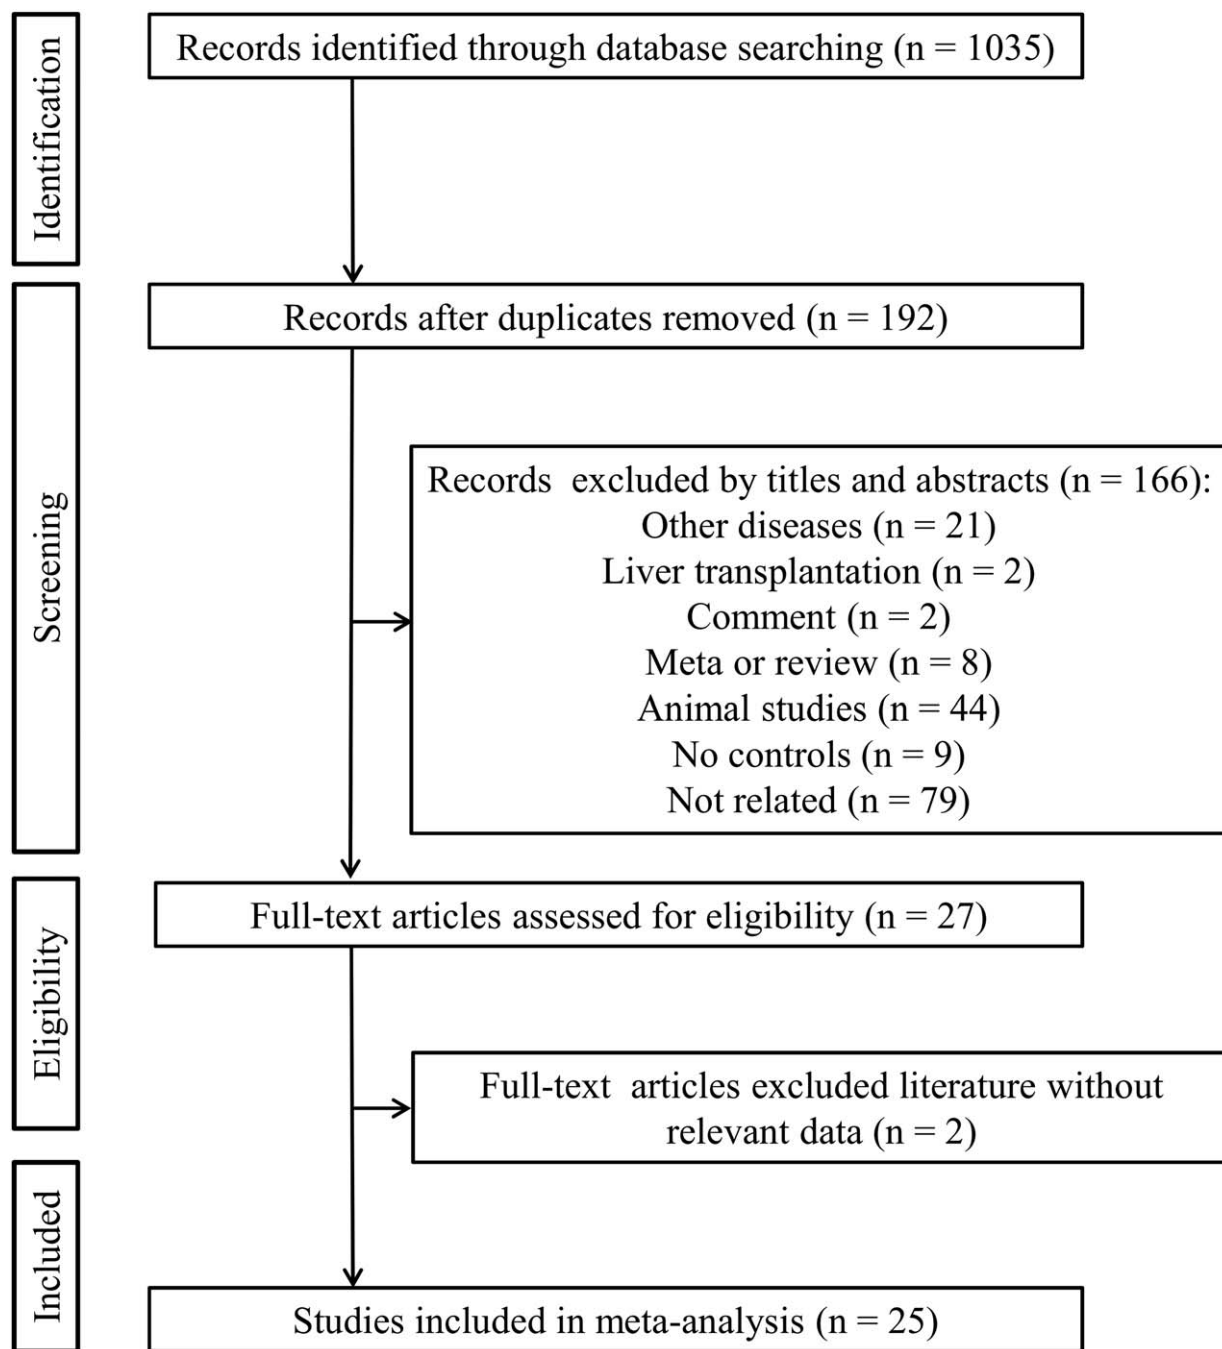 Identification
Records identified through database searching (n = 1035)
Screening
Records after duplicates removed (n = 192)
Records excluded by titles and abstracts (n = 166):
Other diseases (n = 21)
Liver transplantation (n = 2)
Comment (n = 2)
Meta or review (n = 8)
Animal studies (n = 44)
No controls (n = 9)
Not related (n = 79)
Eligibility
Full-text articles assessed for eligibility (n = 27)
Full-text articles excluded literature without
relevant data (n = 2)
Included
Studies included in meta-analysis (n = 25)